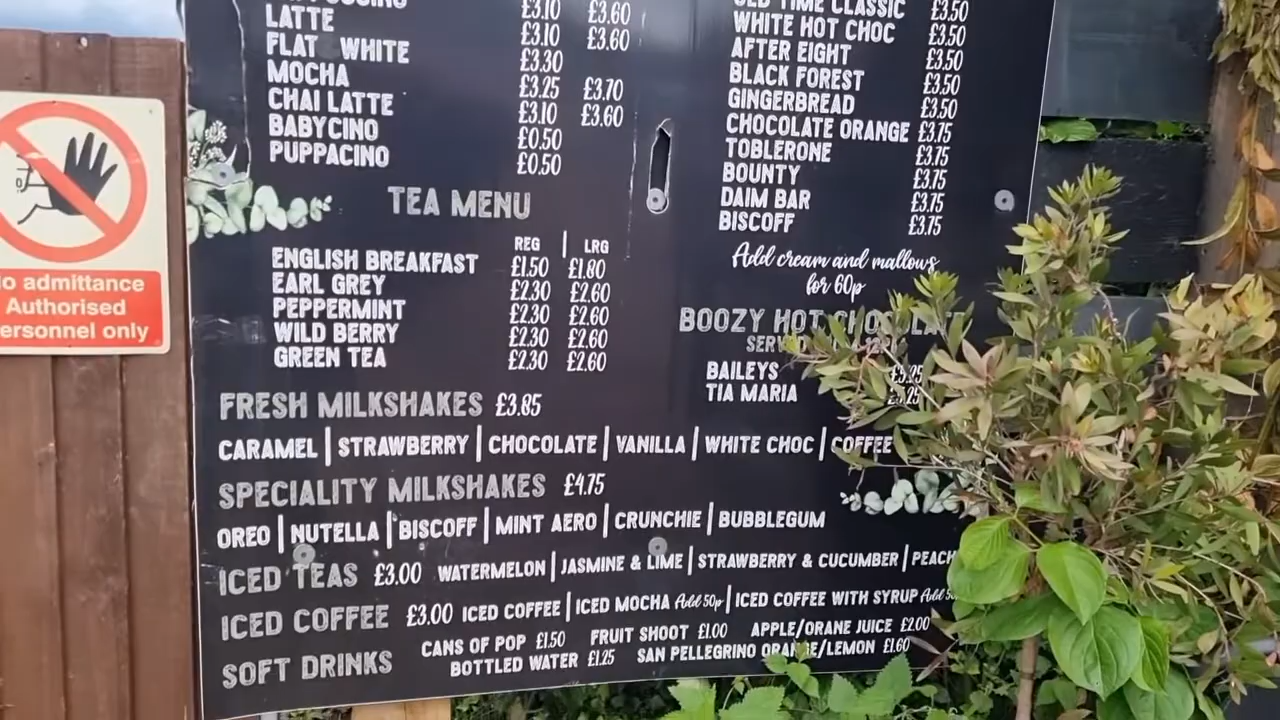 LATTE £3.10 £3.60
FLAT WHITE £3.30
MOCHA £3.25 £3.70
CHAI LATTE £3.10 £3.60
BABYCINO £0.50
PUPPACINO £0.50
TEA MENU
REG | LRG
ENGLISH BREAKFAST £1.50 £1.80
EARL GREY £2.30 £2.60
PEPPERMINT £2.30 £2.60
WILD BERRY £2.30 £2.60
GREEN TEA £2.30 £2.60
TIME CLASSIC £3.50
WHITE HOT CHOC £3.50
AFTER EIGHT £3.50
BLACK FOREST £3.50
GINGERBREAD £3.50
CHOCOLATE ORANGE £3.75
TOBLERONE £3.75
BOUNTY £3.75
DAIM BAR £3.75
BISCOFF £3.75
Add cream and mallows
for 60p
BOOZY HOT CHOCOLATE
BAILEYS
TIA MARIA
FRESH MILKSHAKES £3.85
CARAMEL | STRAWBERRY | CHOCOLATE | VANILLA | WHITE CHOC | COFFEE
SPECIALITY MILKSHAKES £4.75
OREO | NUTELLA | BISCOFF | MINT AERO | CRUNCHIE | BUBBLEGUM
ICED TEAS £3.00 WATERMELON | JASMINE & LIME | STRAWBERRY & CUCUMBER | PEACH
ICED COFFEE £3.00 ICED COFFEE | ICED MOCHA Add 50p | ICED COFFEE WITH SYRUP Add
SOFT DRINKS CANS OF POP £1.50 FRUIT SHOOT £1.00 APPLE/ORANE JUICE £2.00
BOTTLED WATER £1.25 SAN PELLEGRINO ORANGE/LEMON £1.60
admittance
Authorised
personnel only